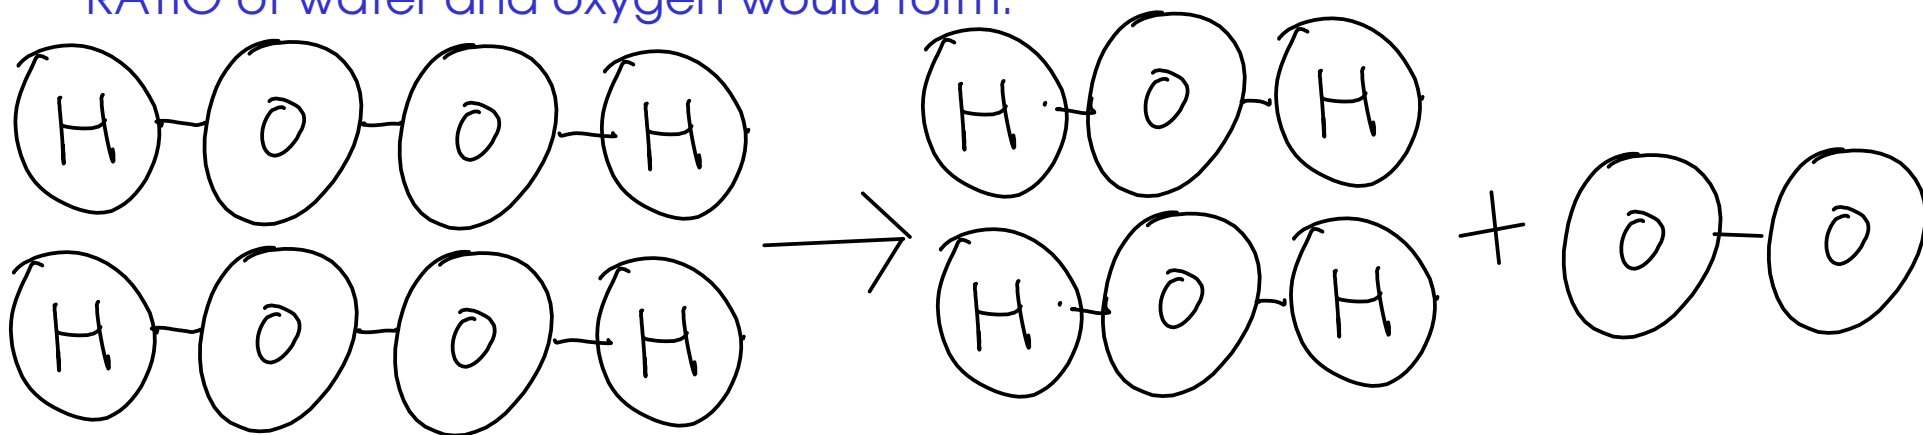 RATIO of water and oxygen would form.
H O O H H O H
H O O H → H O H + O O